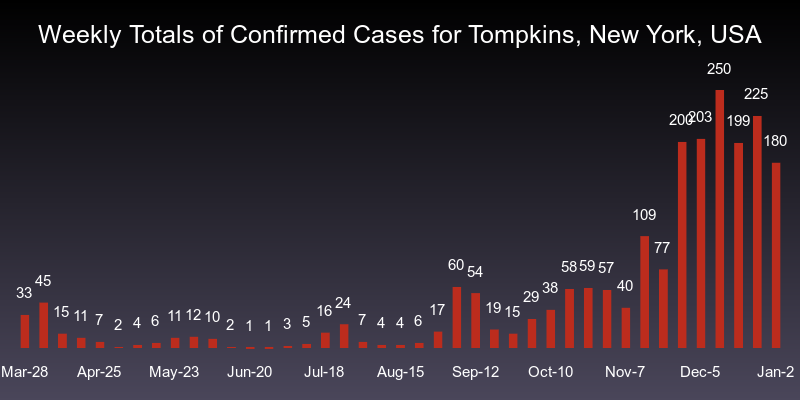 Weekly Totals of Confirmed Cases for Tompkins, New York, USA
33 45 15 11 7 2 4 6 11 12 10 2 1 1 3 5 16 24 7 4 4 6 17 60 54 19 15 29 38 58 59 57 40 109 77 200 203 250 199 225 180
Mar-28 Apr-25 May-23 Jun-20 Jul-18 Aug-15 Sep-12 Oct-10 Nov-7 Dec-5 Jan-2